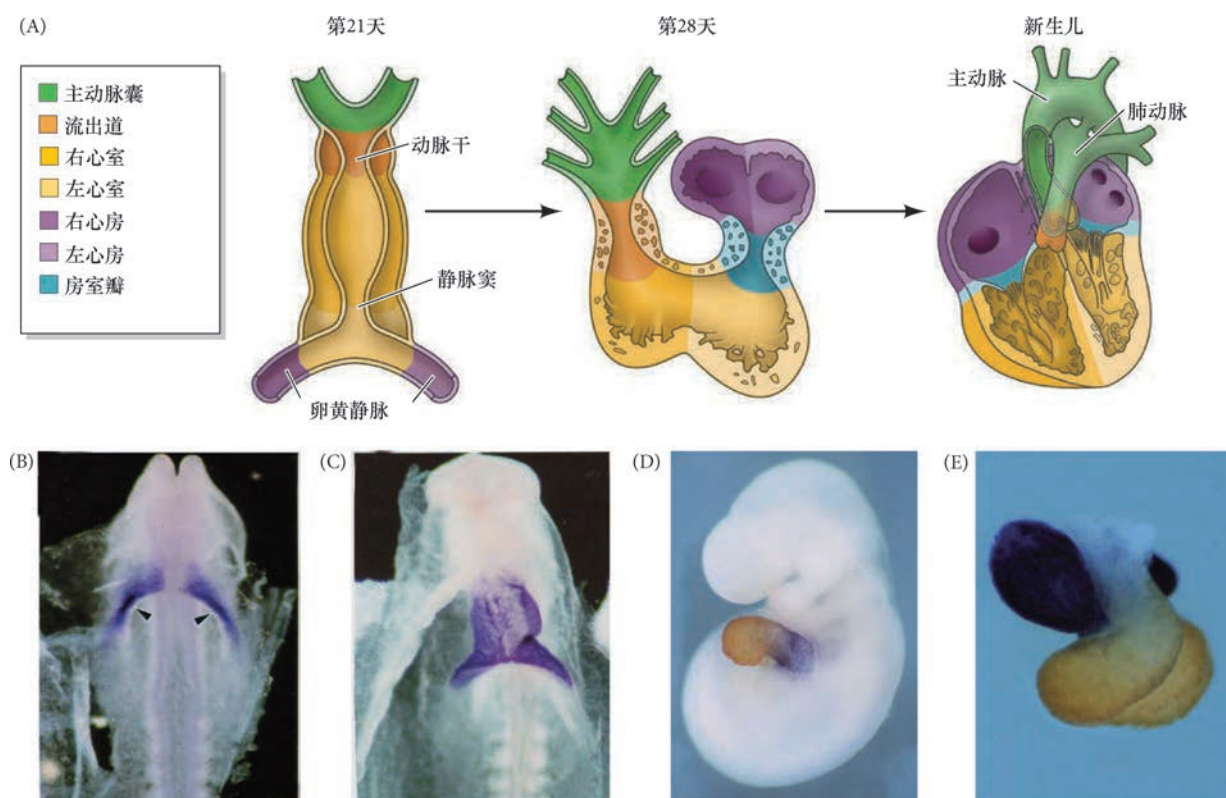 (A)
第21天
第28天
新生儿
主动脉囊
流出道
右心室
左心室
右心房
左心房
房室瓣
动脉干
静脉窦
卵黄静脉
主动脉
肺动脉
(B)
(C)
(D)
(E)